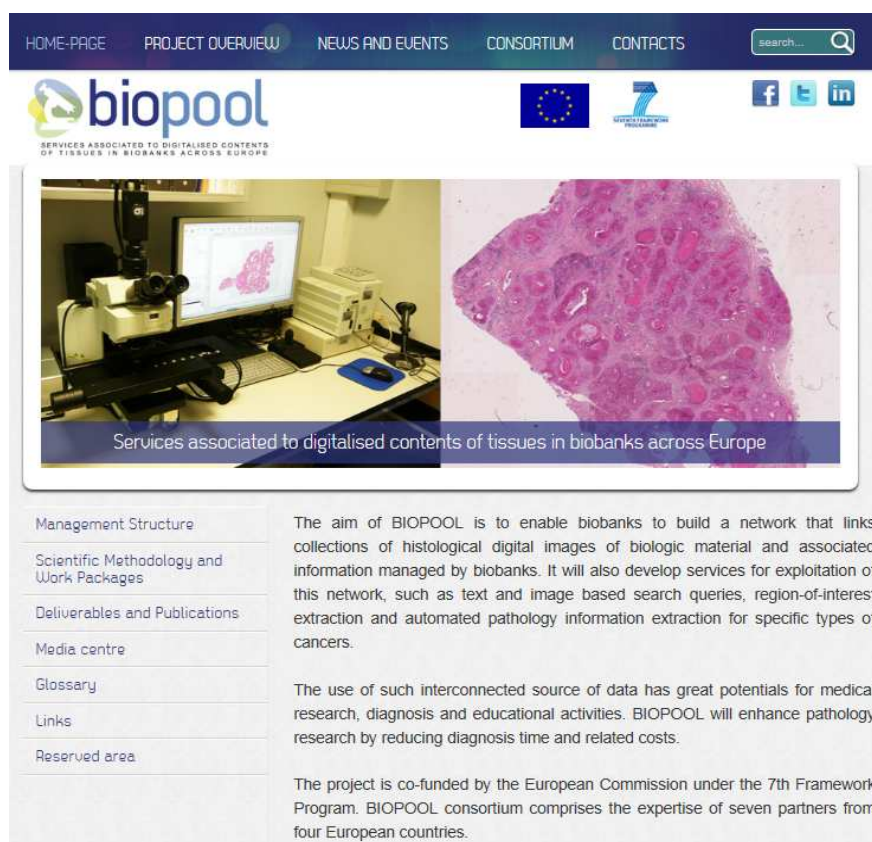 HOME-PAGE PROJECT OVERVIEW NEWS AND EVENTS CONSORTIUM CONTACTS search...
biopool
SERVICES ASSOCIATED TO DIGITALISED CONTENTS
OF TISSUES IN BIOBANKS ACROSS EUROPE
SEVENTH FRAMEWORK
PROGRAMME
Services associated to digitalised contents of tissues in biobanks across Europe
Management Structure
Scientific Methodology and
Work Packages
Deliverables and Publications
Media centre
Glossary
Links
Reserved area
The aim of BIOPOOL is to enable biobanks to build a network that links
collections of histological digital images of biologic material and associated
information managed by biobanks. It will also develop services for exploitation of
this network, such as text and image based search queries, region-of-interest
extraction and automated pathology information extraction for specific types of
cancers.
The use of such interconnected source of data has great potentials for medical
research, diagnosis and educational activities. BIOPOOL will enhance pathology
research by reducing diagnosis time and related costs.
The project is co-funded by the European Commission under the 7th Framework
Program. BIOPOOL consortium comprises the expertise of seven partners from
four European countries.